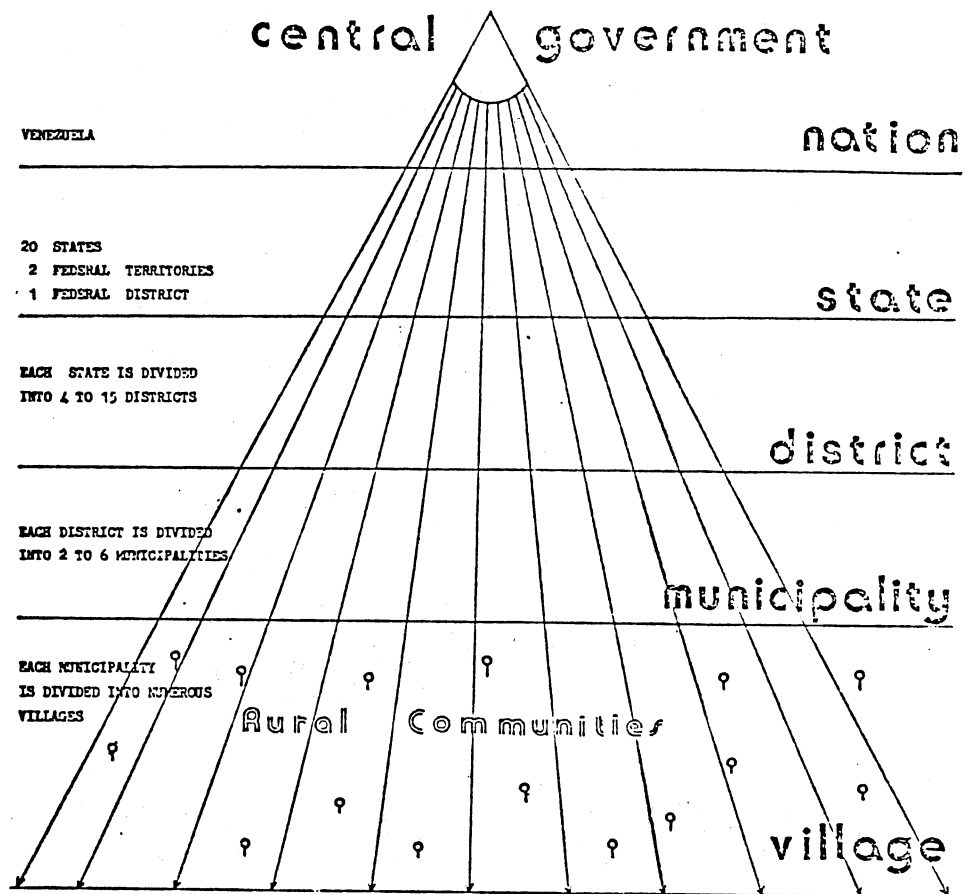 central government
VENEZUELA
nation
20 STATES
2 FEDERAL TERRITORIES
1 FEDERAL DISTRICT
state
EACH STATE IS DIVIDED
INTO 4 TO 15 DISTRICTS
district
EACH DISTRICT IS DIVIDED
INTO 2 TO 6 MUNICIPALITIES
municipality
EACH MUNICIPALITY
IS DIVIDED INTO NUMEROUS
VILLAGES
Rural Communities
village